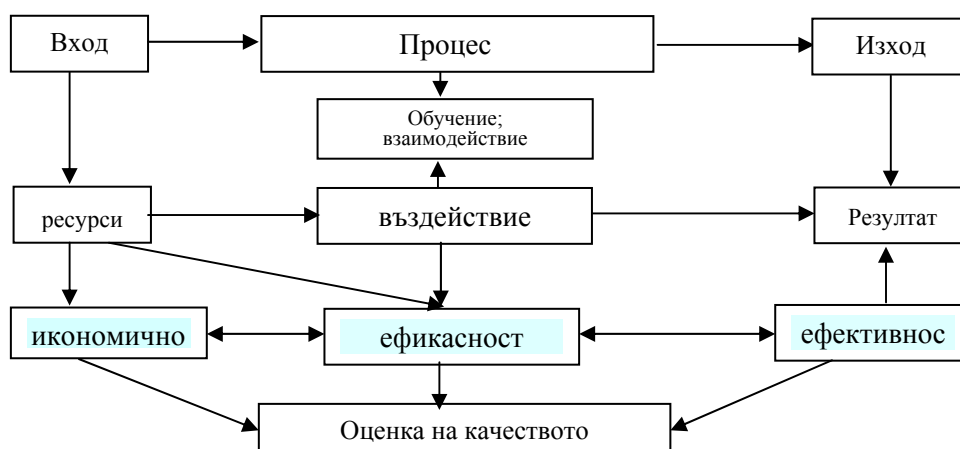 Вход
Процес
Изход
Обучение;
взаимодействие
ресурси
въздействие
Резултат
икономично
ефикасност
ефективнос
Оценка на качеството